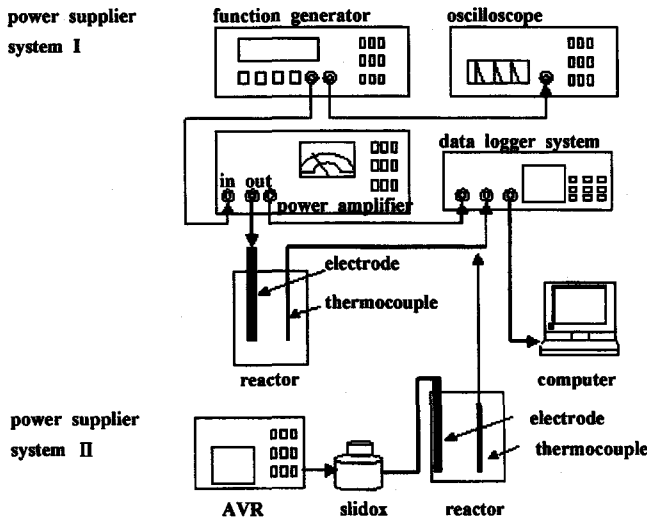 power supplier
system I
function generator
oscilloscope
data logger system
in out
power amplifier
electrode
thermocouple
reactor
computer
power supplier
system II
electrode
thermocouple
AVR
slidox
reactor